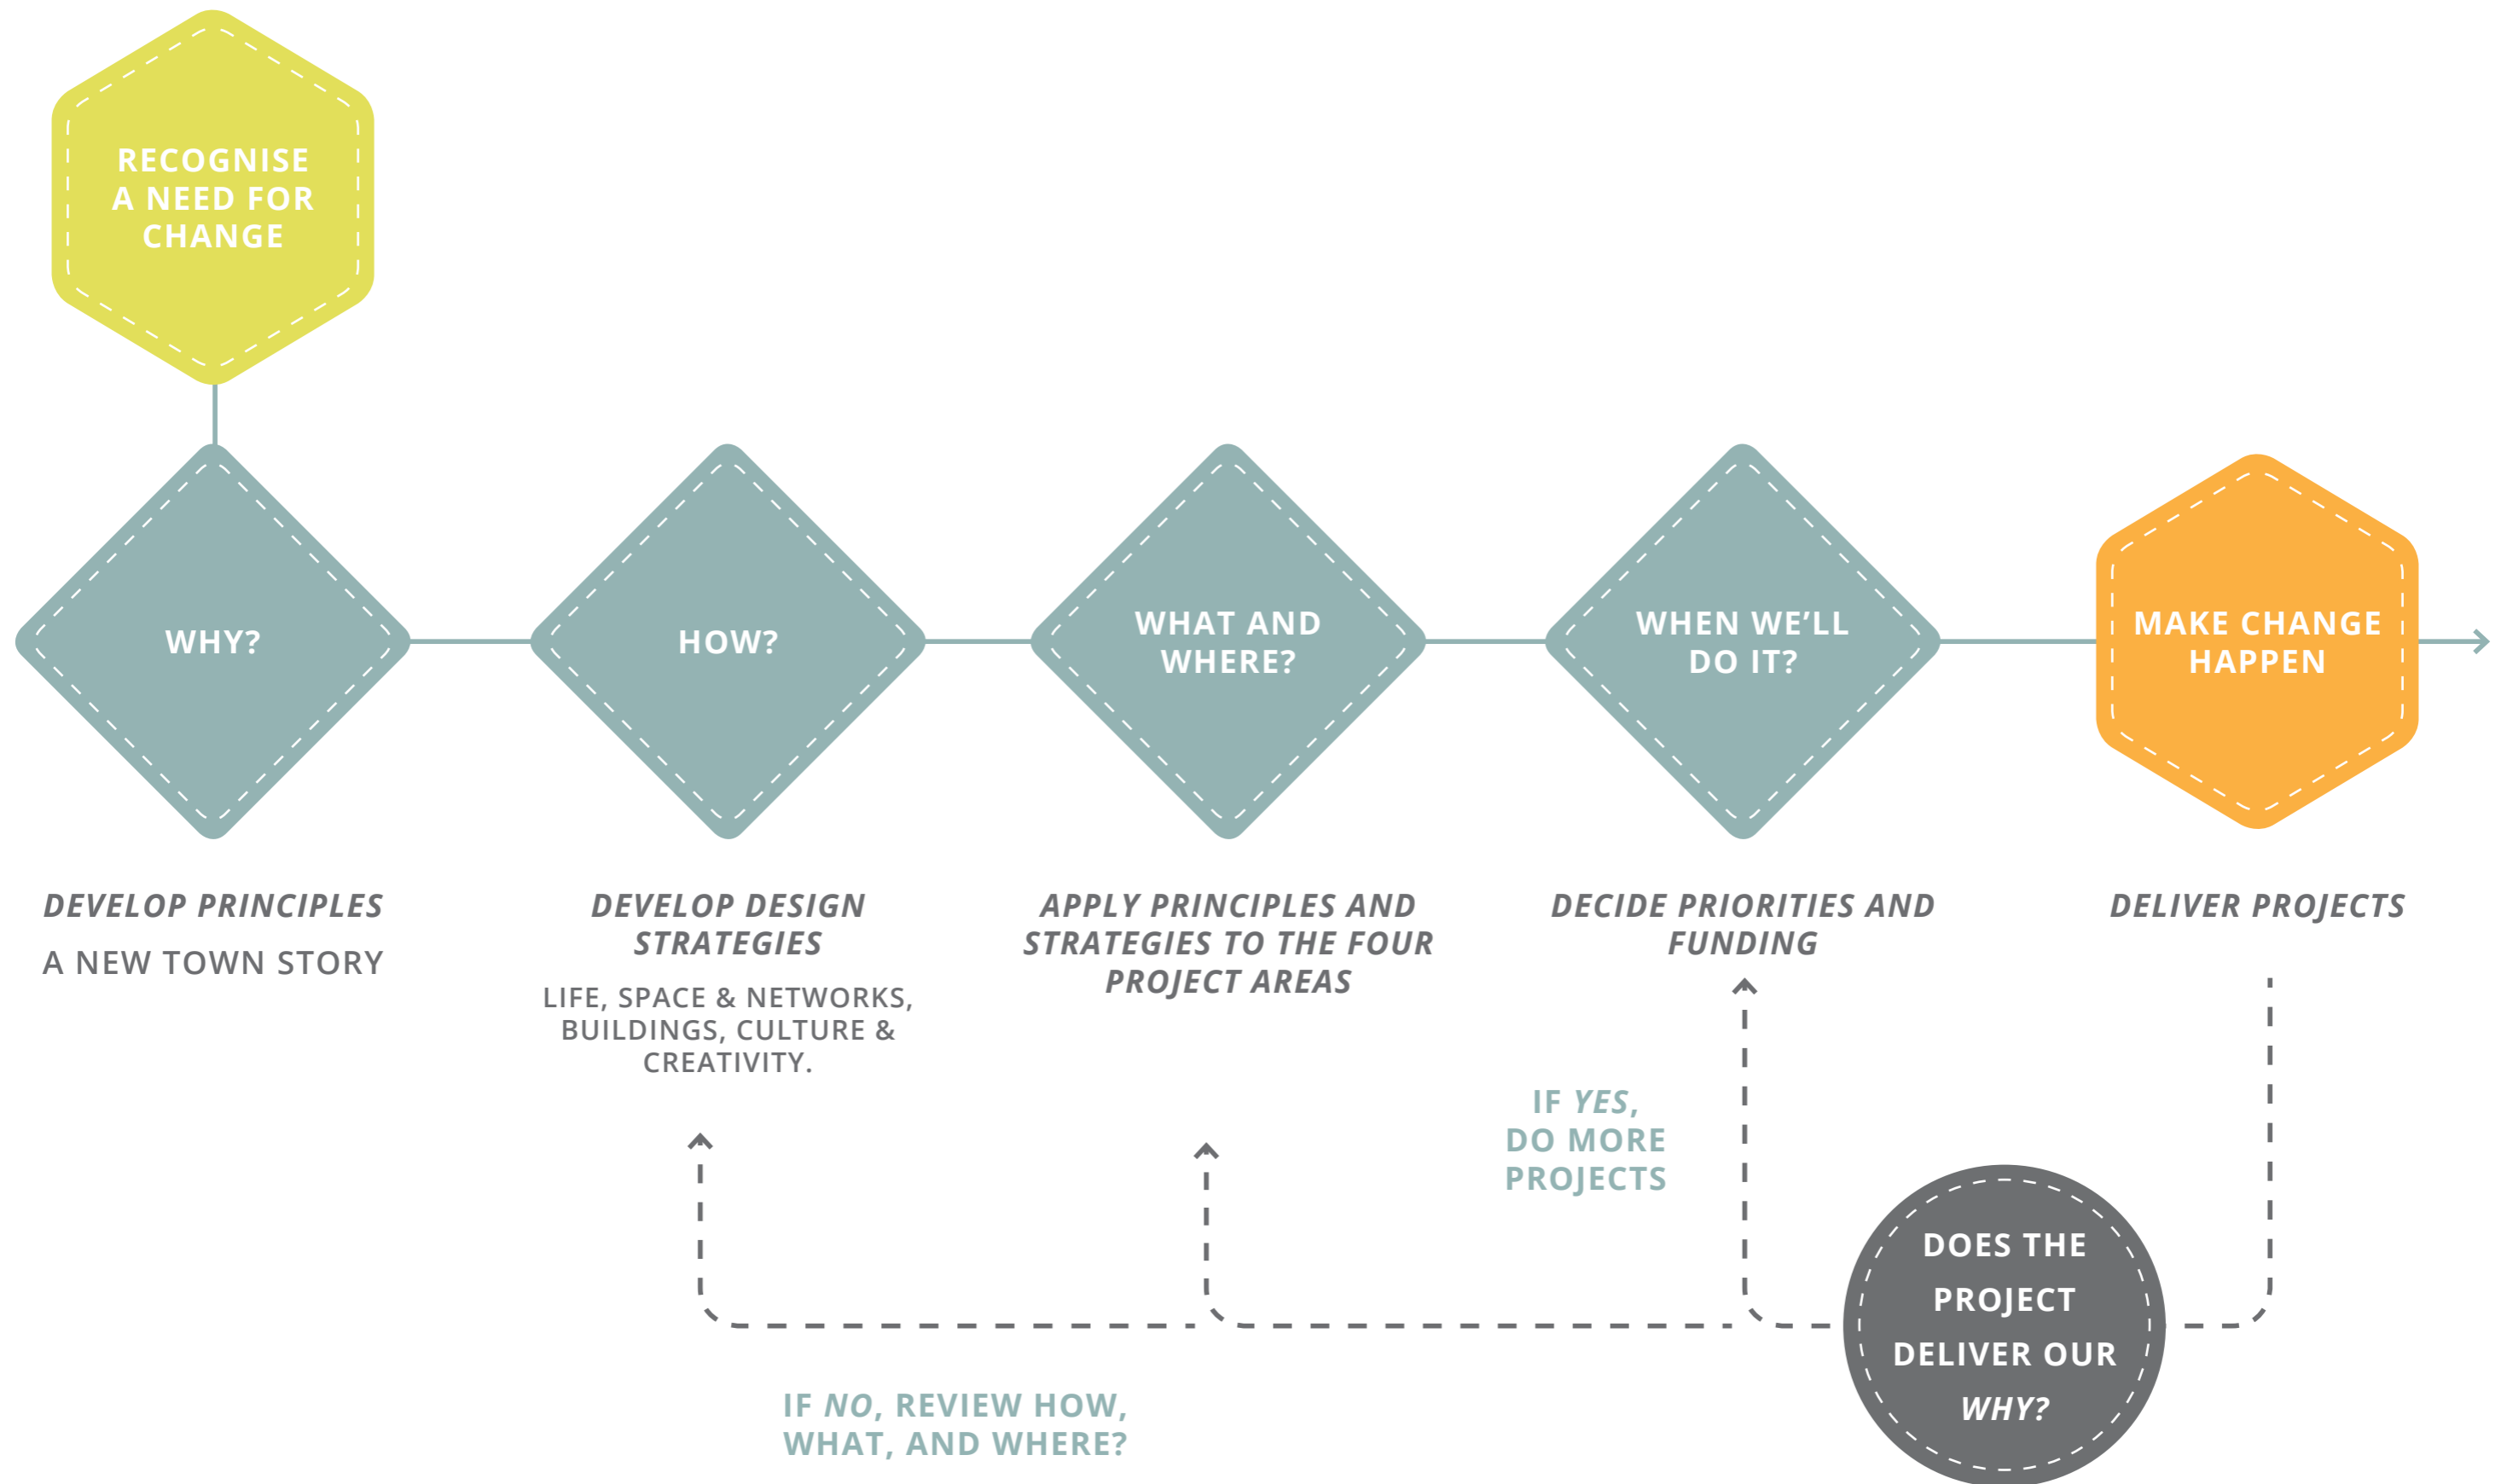 RECOGNISE
A NEED FOR
CHANGE
WHY?
HOW?
WHAT AND
WHERE?
WHEN WE’LL
DO IT?
MAKE CHANGE
HAPPEN
DEVELOP PRINCIPLES
A NEW TOWN STORY
DEVELOP DESIGN
STRATEGIES
LIFE, SPACE & NETWORKS,
BUILDINGS, CULTURE &
CREATIVITY.
APPLY PRINCIPLES AND
STRATEGIES TO THE FOUR
PROJECT AREAS
DECIDE PRIORITIES AND
FUNDING
DELIVER PROJECTS
IF YES,
DO MORE
PROJECTS
DOES THE
PROJECT
DELIVER OUR
WHY?
IF NO, REVIEW HOW,
WHAT, AND WHERE?